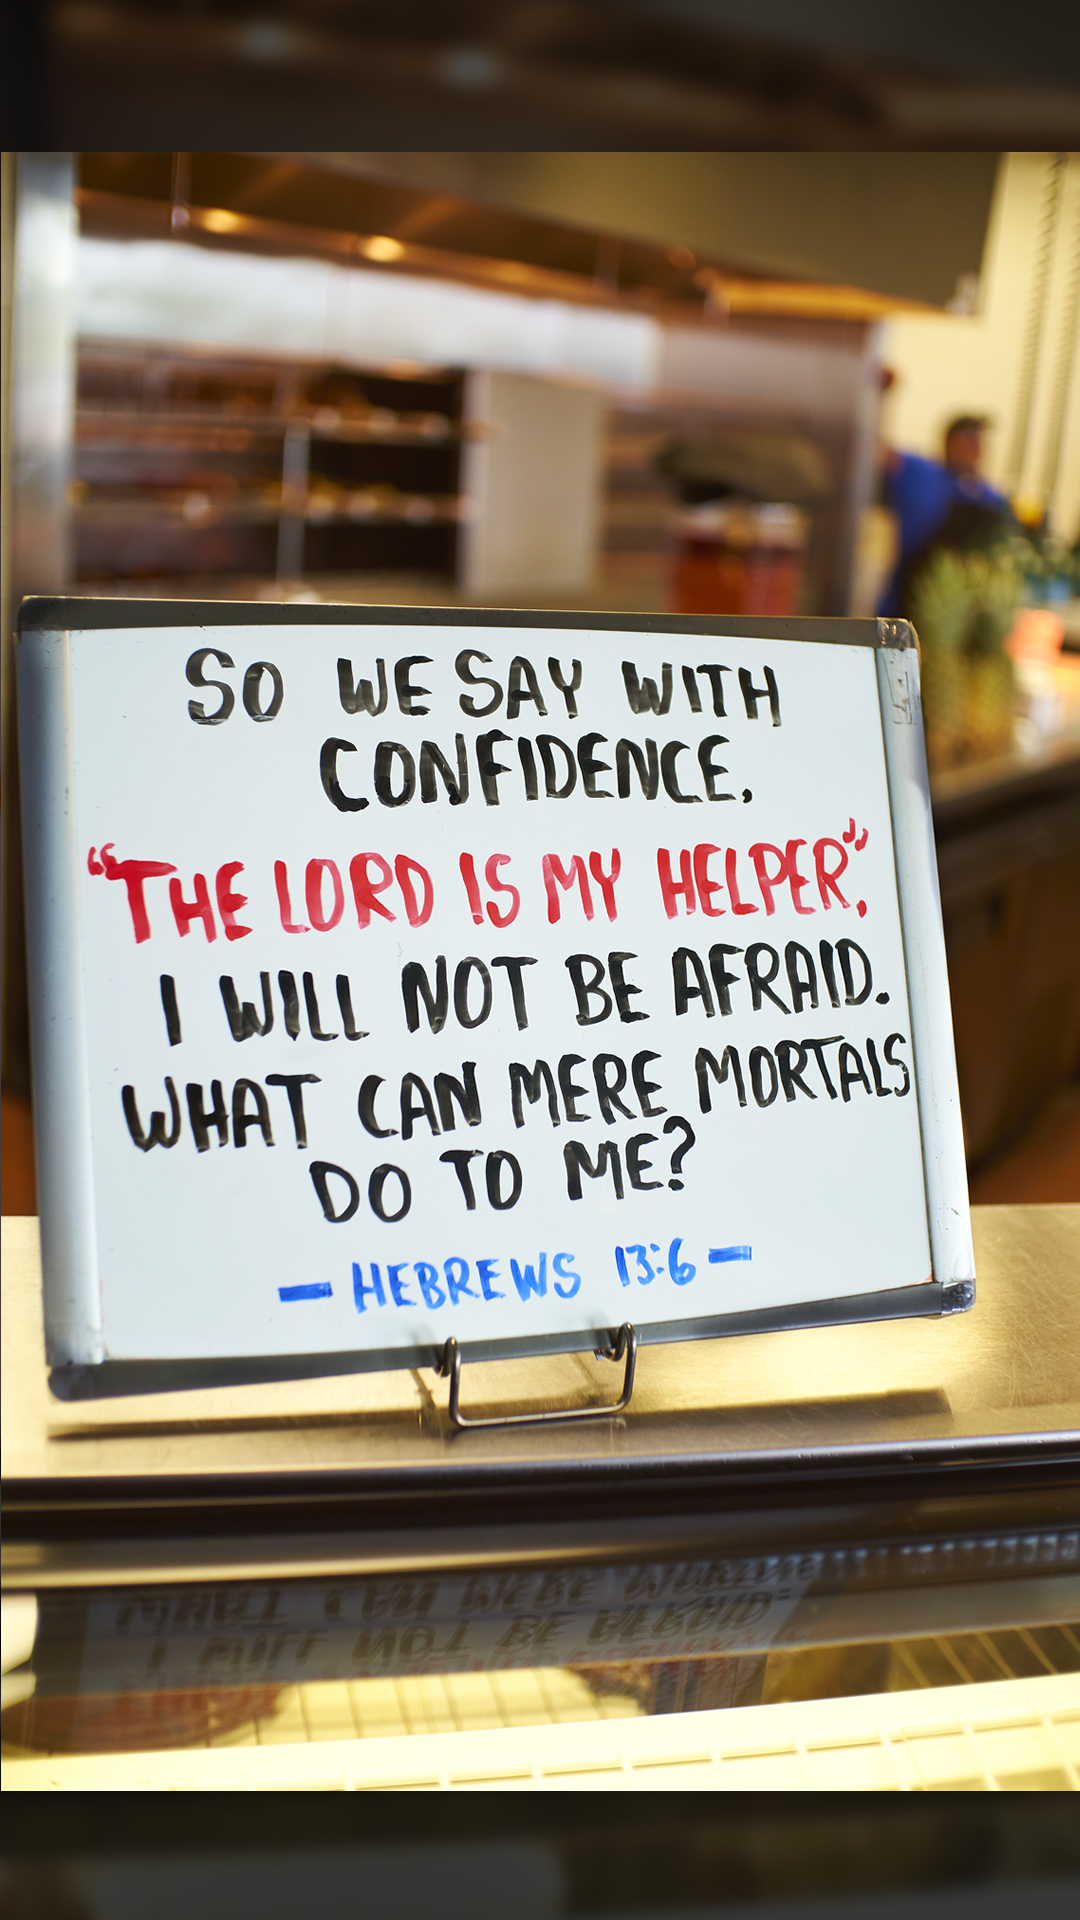 SO WE SAY WITH
CONFIDENCE,
"THE LORD IS MY HELPER",
I WILL NOT BE AFRAID.
WHAT CAN MERE MORTALS
DO TO ME?
— HEBREWS 13:6 —